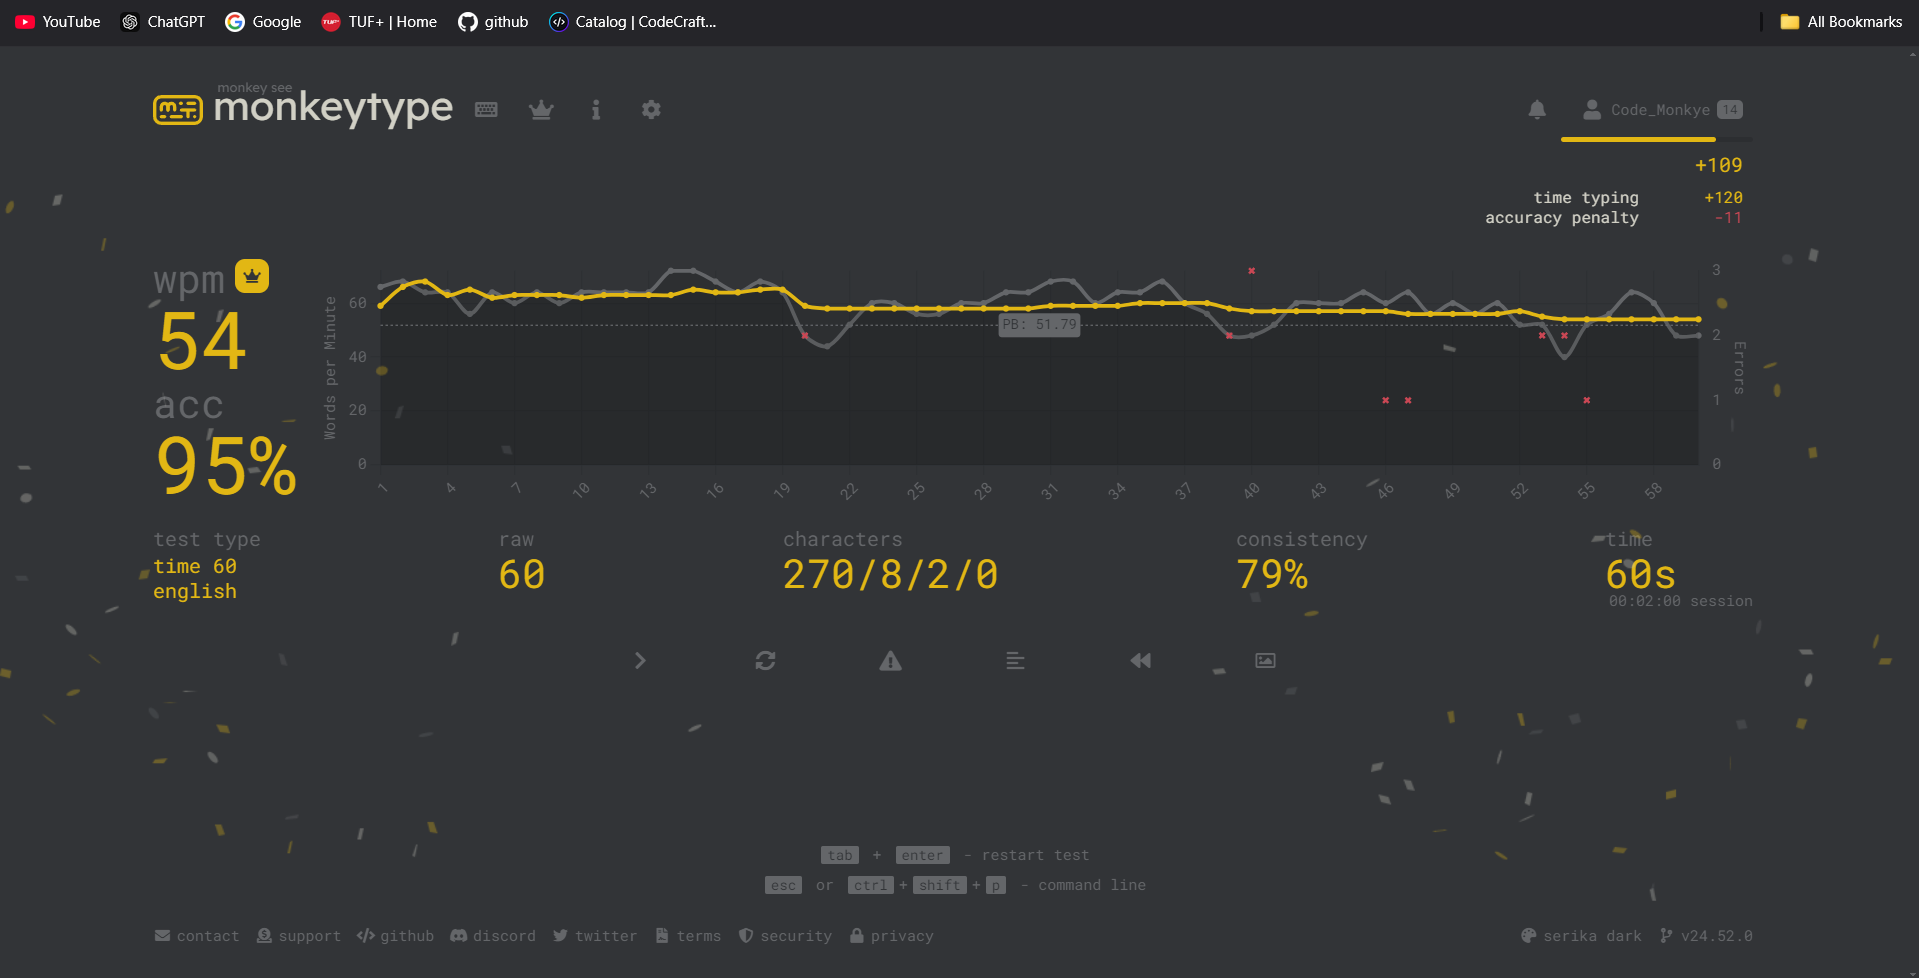 YouTube ChatGPT Google TUF+ | Home github Catalog | CodeCraft... All Bookmarks
monkey see
monkeytype Code_Monkye 14
+109
time typing +120
accuracy penalty -11
wpm
54
acc
95%
Words per Minute
60
40
20
0
PB: 51.79
3
2
1
0
Errors
1 4 7 10 13 16 19 22 25 28 31 34 37 40 43 46 49 52 55 58
test type
time 60
english
raw
60
characters
270/8/2/0
consistency
79%
time
60s
00:02:00 session
tab + enter - restart test
esc or ctrl + shift + p - command line
contact support github discord twitter terms security privacy serika dark v24.52.0